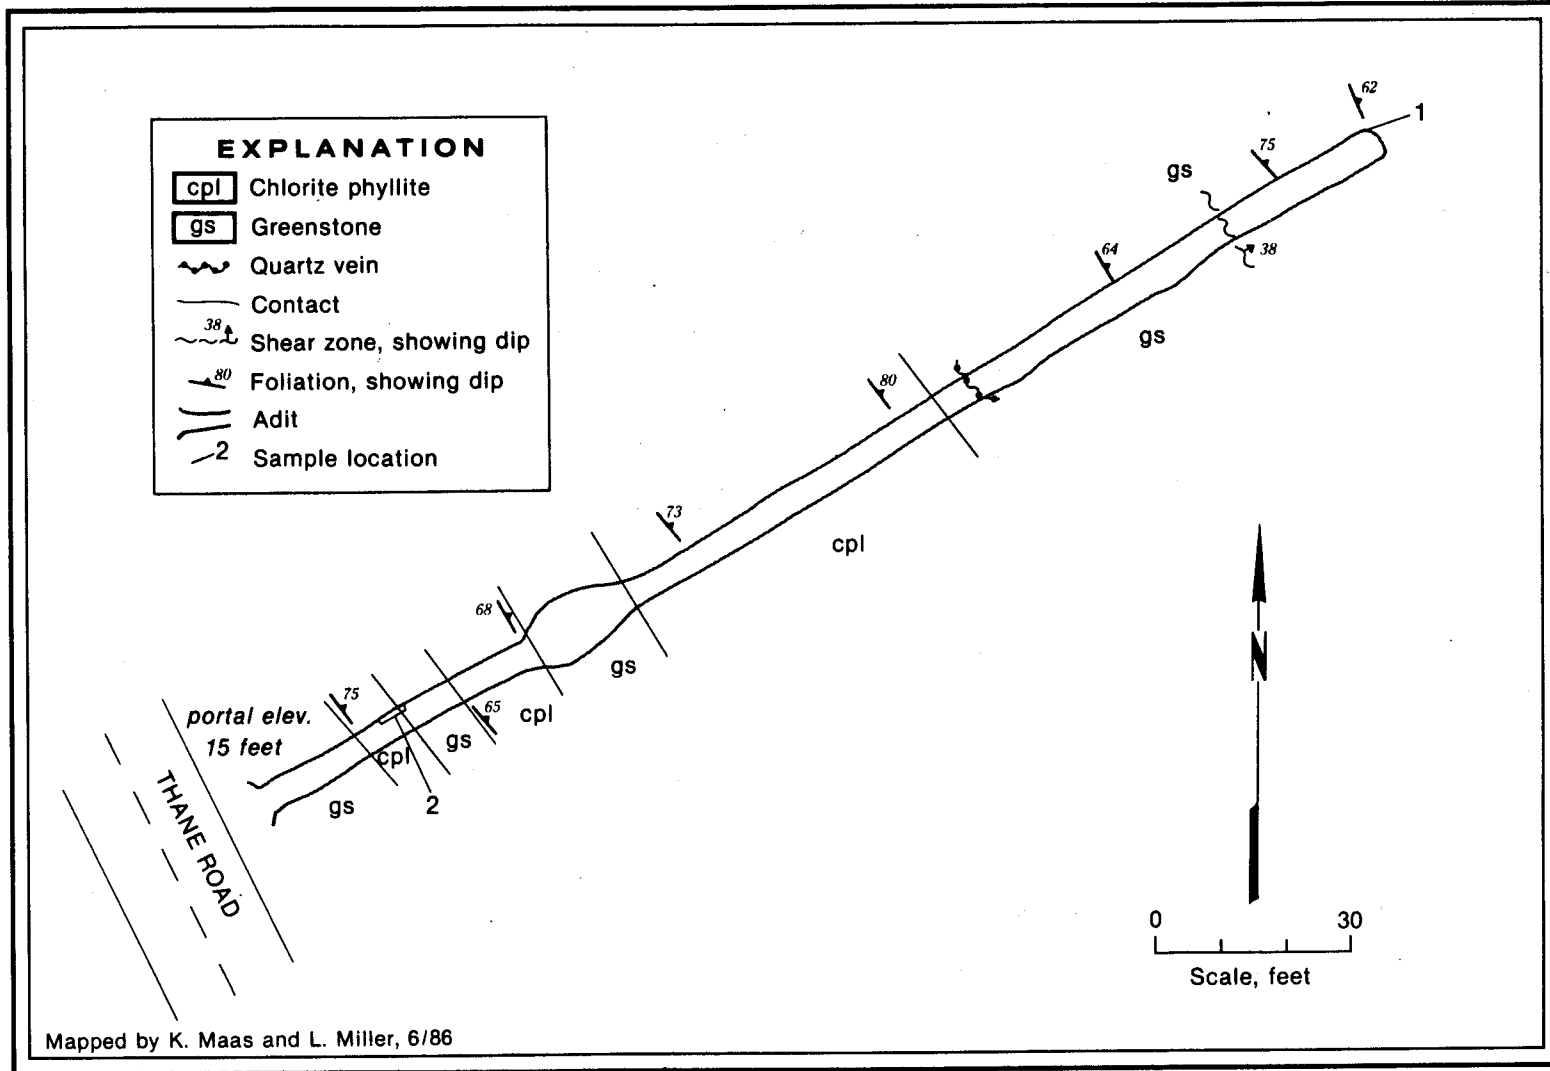 EXPLANATION
cpl Chlorite phyllite
gs Greenstone
Quartz vein
Contact
38 Shear zone, showing dip
80 Foliation, showing dip
Adit
2 Sample location
62
1
75
gs
38
64
gs
80
73
cpl
68
gs
75
65
cpl
gs
cpl
2
gs
portal elev.
15 feet
THANE ROAD
N
0 30
Scale, feet
Mapped by K. Maas and L. Miller, 6/86